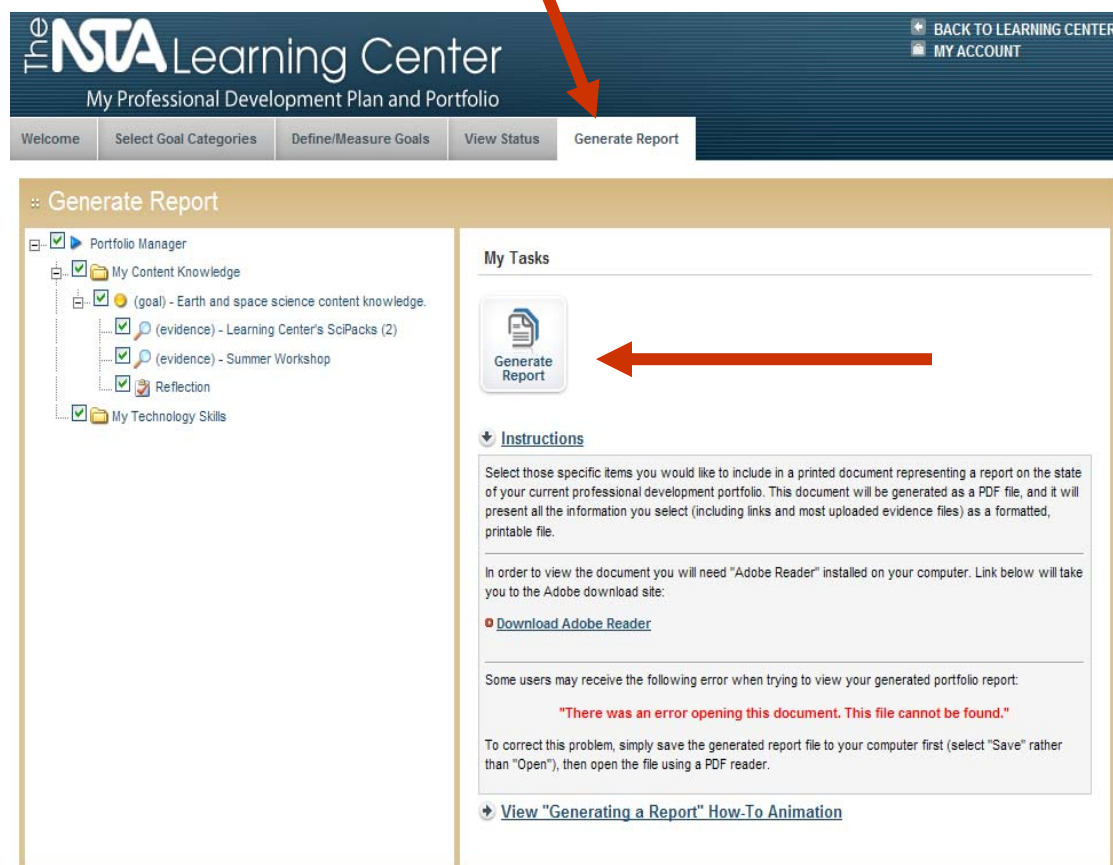 The NSTA Learning Center
My Professional Development Plan and Portfolio
BACK TO LEARNING CENTER
MY ACCOUNT
Welcome Select Goal Categories Define/Measure Goals View Status Generate Report
Generate Report
Portfolio Manager
My Content Knowledge
(goal) - Earth and space science content knowledge.
(evidence) - Learning Center's SciPacks (2)
(evidence) - Summer Workshop
Reflection
My Technology Skills
My Tasks
Generate
Report
Instructions
Select those specific items you would like to include in a printed document representing a report on the state
of your current professional development portfolio. This document will be generated as a PDF file, and it will
present all the information you select (including links and most uploaded evidence files) as a formatted,
printable file.
In order to view the document you will need "Adobe Reader" installed on your computer. Link below will take
you to the Adobe download site:
Download Adobe Reader
Some users may receive the following error when trying to view your generated portfolio report:
"There was an error opening this document. This file cannot be found."
To correct this problem, simply save the generated report file to your computer first (select "Save" rather
than "Open"), then open the file using a PDF reader.
View "Generating a Report" How-To Animation